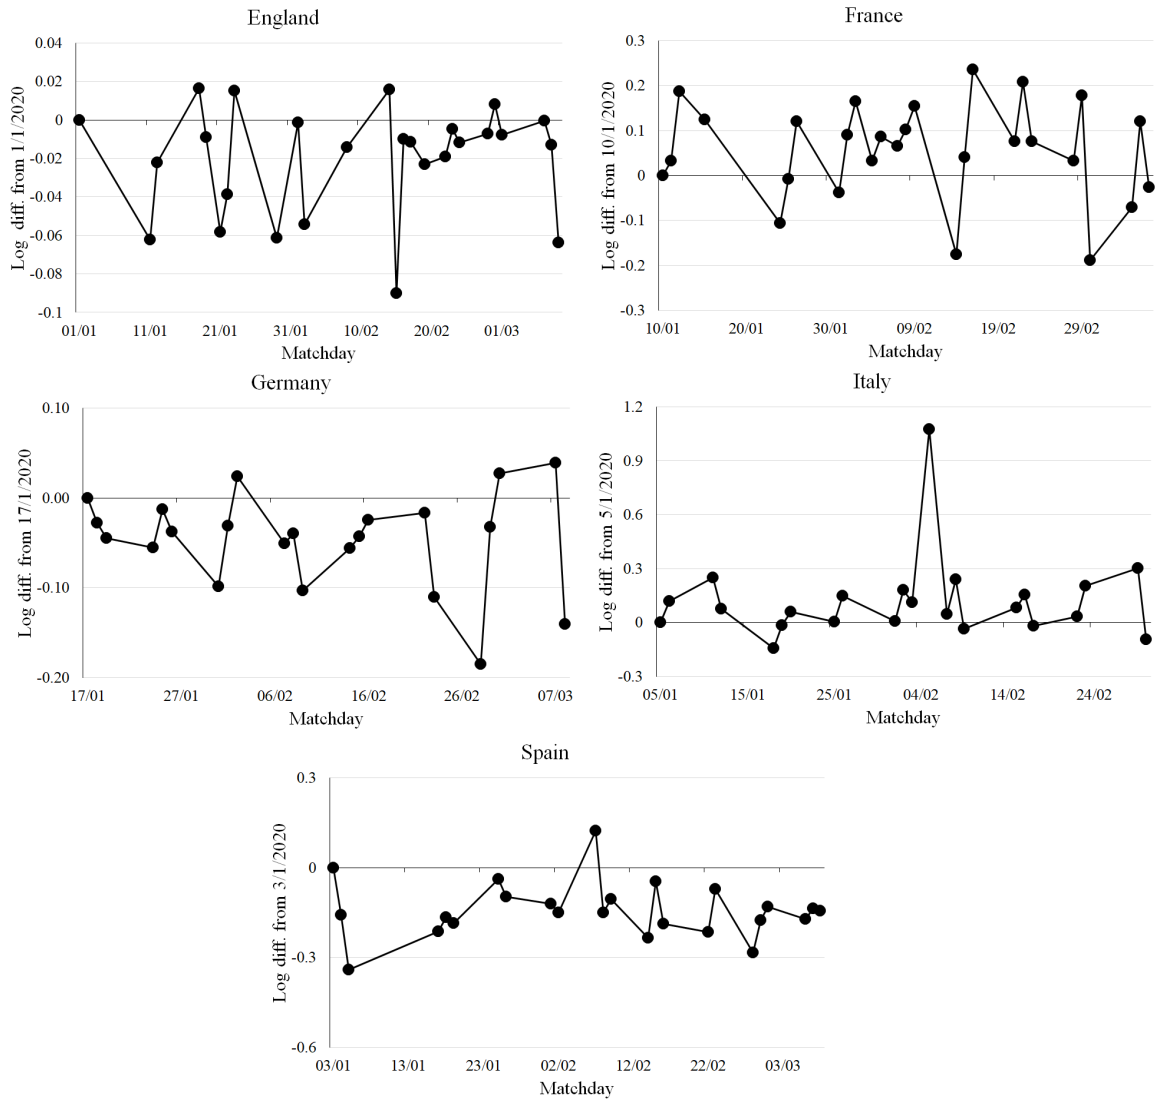 England
Log diff. from 1/1/2020
0.04
0.02
0
-0.02
-0.04
-0.06
-0.08
-0.1
01/01 11/01 21/01 31/01 10/02 20/02 01/03
Matchday
France
Log diff. from 10/1/2020
0.3
0.2
0.1
0
-0.1
-0.2
-0.3
10/01 20/01 30/01 09/02 19/02 29/02
Matchday
Germany
Log diff. from 17/1/2020
0.10
0.00
-0.10
-0.20
17/01 27/01 06/02 16/02 26/02 07/03
Matchday
Italy
Log diff. from 5/1/2020
1.2
0.9
0.6
0.3
0
-0.3
05/01 15/01 25/01 04/02 14/02 24/02
Matchday
Spain
Log diff. from 3/1/2020
0.3
0
-0.3
-0.6
03/01 13/01 23/01 02/02 12/02 22/02 03/03
Matchday